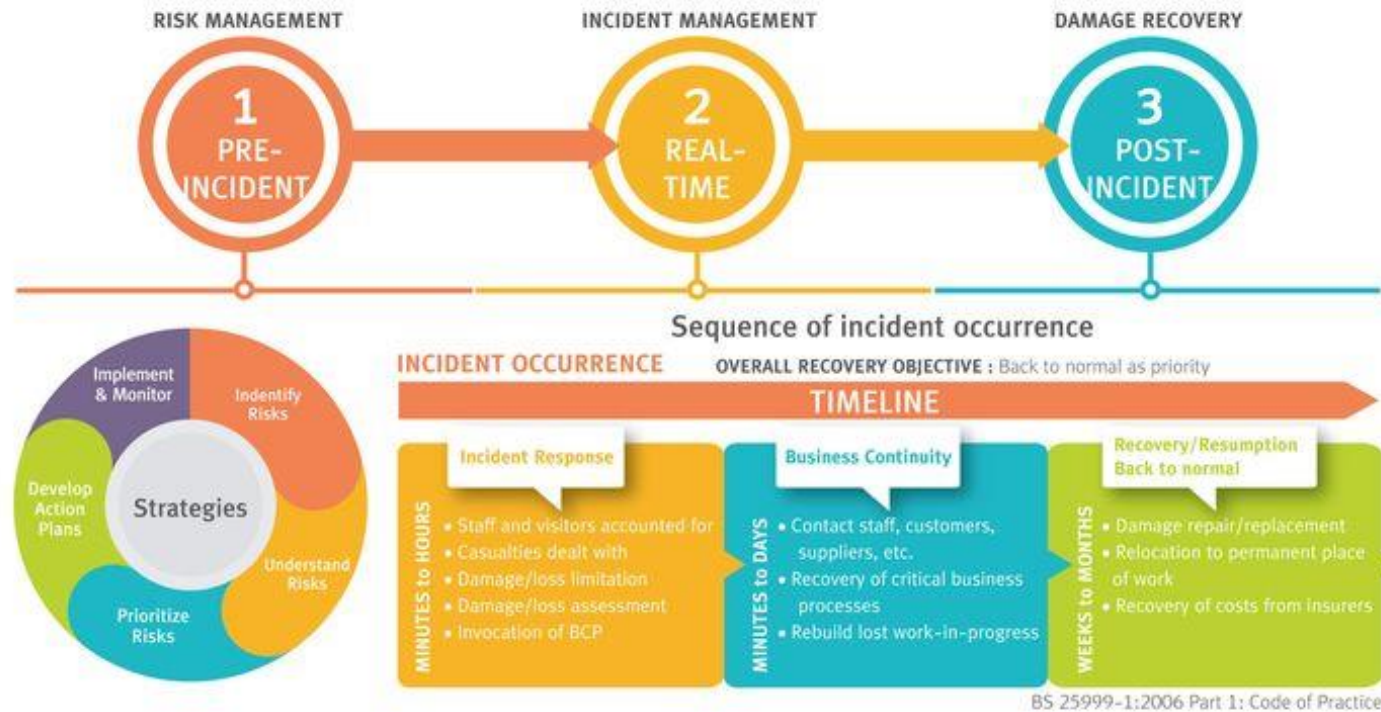 RISK MANAGEMENT
INCIDENT MANAGEMENT
DAMAGE RECOVERY
1
PRE-
INCIDENT
2
REAL-
TIME
3
POST-
INCIDENT
Sequence of incident occurrence
INCIDENT OCCURRENCE
OVERALL RECOVERY OBJECTIVE : Back to normal as priority
TIMELINE
Implement
& Monitor
Indentify
Risks
Understand
Risks
Prioritize
Risks
Develop
Action
Plans
Strategies
MINUTES to HOURS
Incident Response
• Staff and visitors accounted for
• Casualties dealt with
• Damage/loss limitation
• Damage/loss assessment
• Invocation of BCP
MINUTES to DAYS
Business Continuity
• Contact staff, customers,
suppliers, etc.
• Recovery of critical business
processes
• Rebuild lost work-in-progress
WEEKS to MONTHS
Recovery/Resumption
Back to normal
• Damage repair/replacement
• Relocation to permanent place
of work
• Recovery of costs from insurers
BS 25999-1:2006 Part 1: Code of Practice